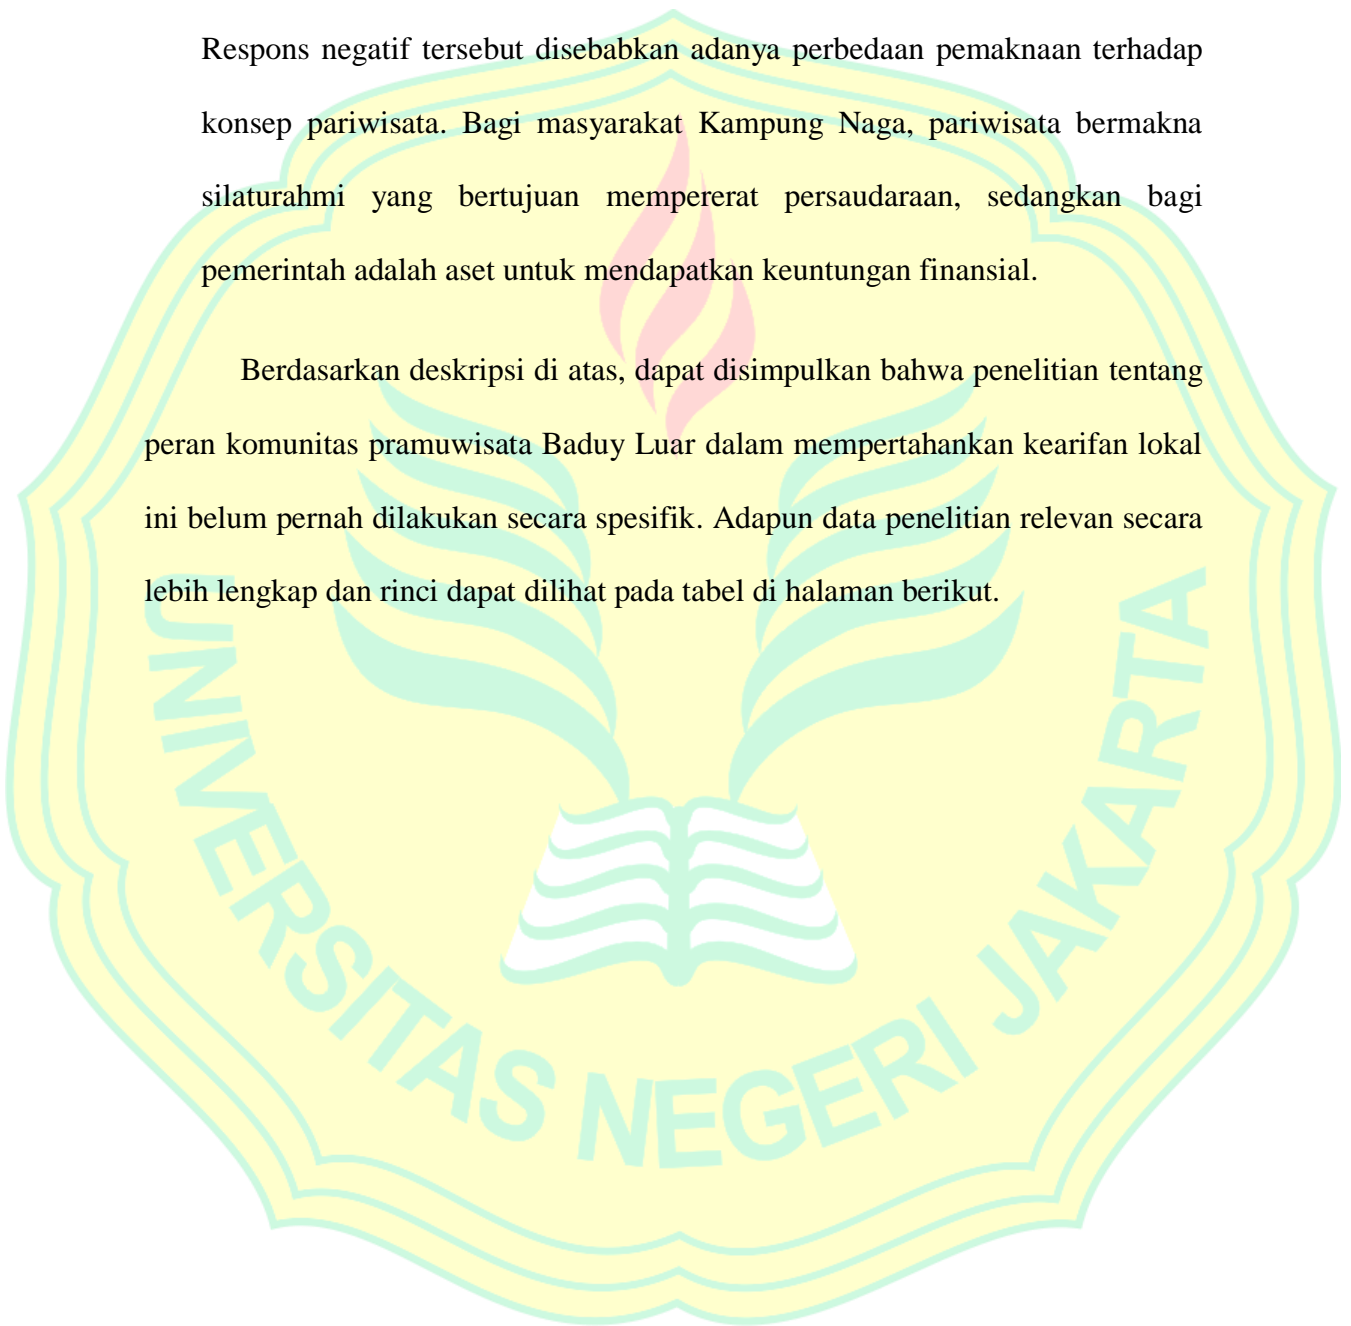 Respons negatif tersebut disebabkan adanya perbedaan pemaknaan terhadap
konsep pariwisata. Bagi masyarakat Kampung Naga, pariwisata bermakna
silaturahmi yang bertujuan mempererat persaudaraan, sedangkan bagi
pemerintah adalah aset untuk mendapatkan keuntungan finansial.
Berdasarkan deskripsi di atas, dapat disimpulkan bahwa penelitian tentang
peran komunitas pramuwisata Baduy Luar dalam mempertahankan kearifan lokal
ini belum pernah dilakukan secara spesifik. Adapun data penelitian relevan secara
lebih lengkap dan rinci dapat dilihat pada tabel di halaman berikut.
UNIVERSITAS NEGERI JAKARTA